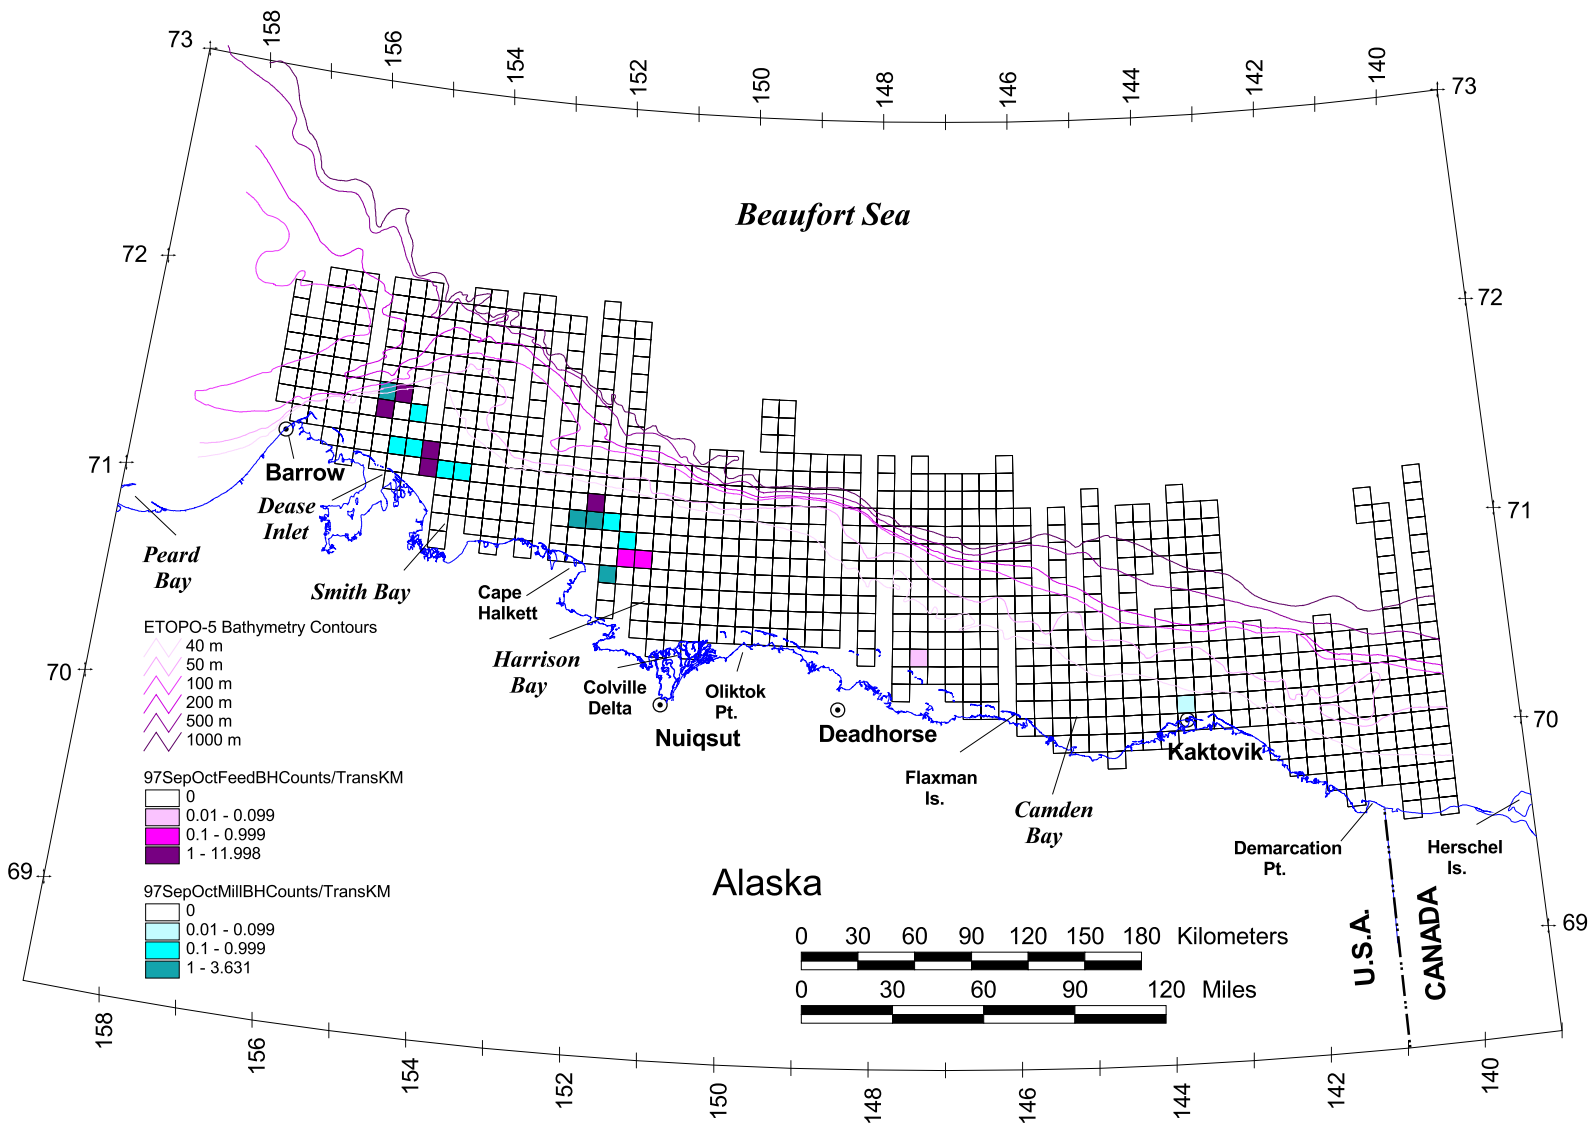 158
156
154
152
150
148
146
144
142
140
73
73
72
72
71
71
70
70
69
69
Beaufort Sea
Barrow
Dease
Inlet
Peard
Bay
Smith Bay
Cape
Halkett
Harrison
Bay
Colville
Delta
Nuiqsut
Oliktok
Pt.
Deadhorse
Flaxman
Is.
Camden
Bay
Kaktovik
Demarcation
Pt.
Herschel
Is.
Alaska
U.S.A.
CANADA
ETOPO-5 Bathymetry Contours
40 m
50 m
100 m
200 m
500 m
1000 m
97SepOctFeedBHCounts/TransKM
0
0.01 - 0.099
0.1 - 0.999
1 - 11.998
97SepOctMillBHCounts/TransKM
0
0.01 - 0.099
0.1 - 0.999
1 - 3.631
0 30 60 90 120 150 180 Kilometers
0 30 60 90 120 Miles
158
156
154
152
150
148
146
144
142
140